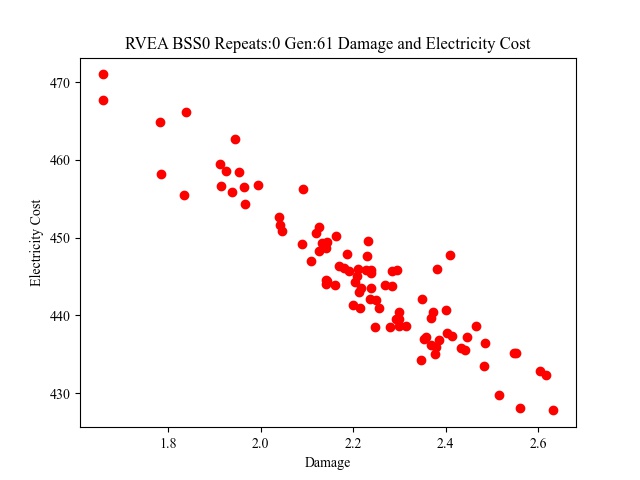 RVEA BSS0 Repeats:0 Gen:61 Damage and Electricity Cost
470
460
450
440
430
Electricity Cost
1.8 2.0 2.2 2.4 2.6
Damage